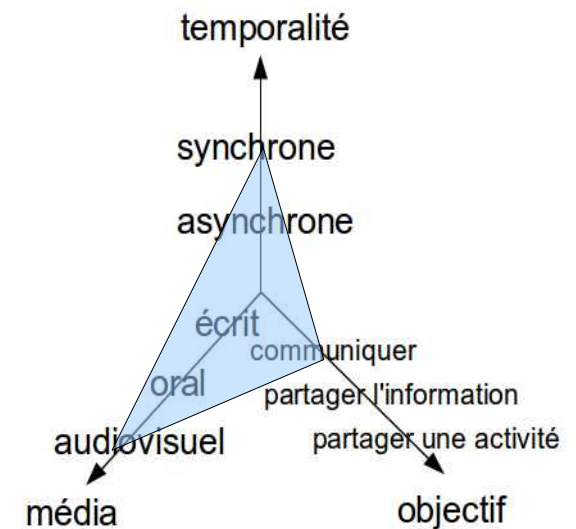 temporalité
synchrone
asynchrone
écrit
communiquer
oral
partager l'information
audiovisuel
partager une activité
média
objectif